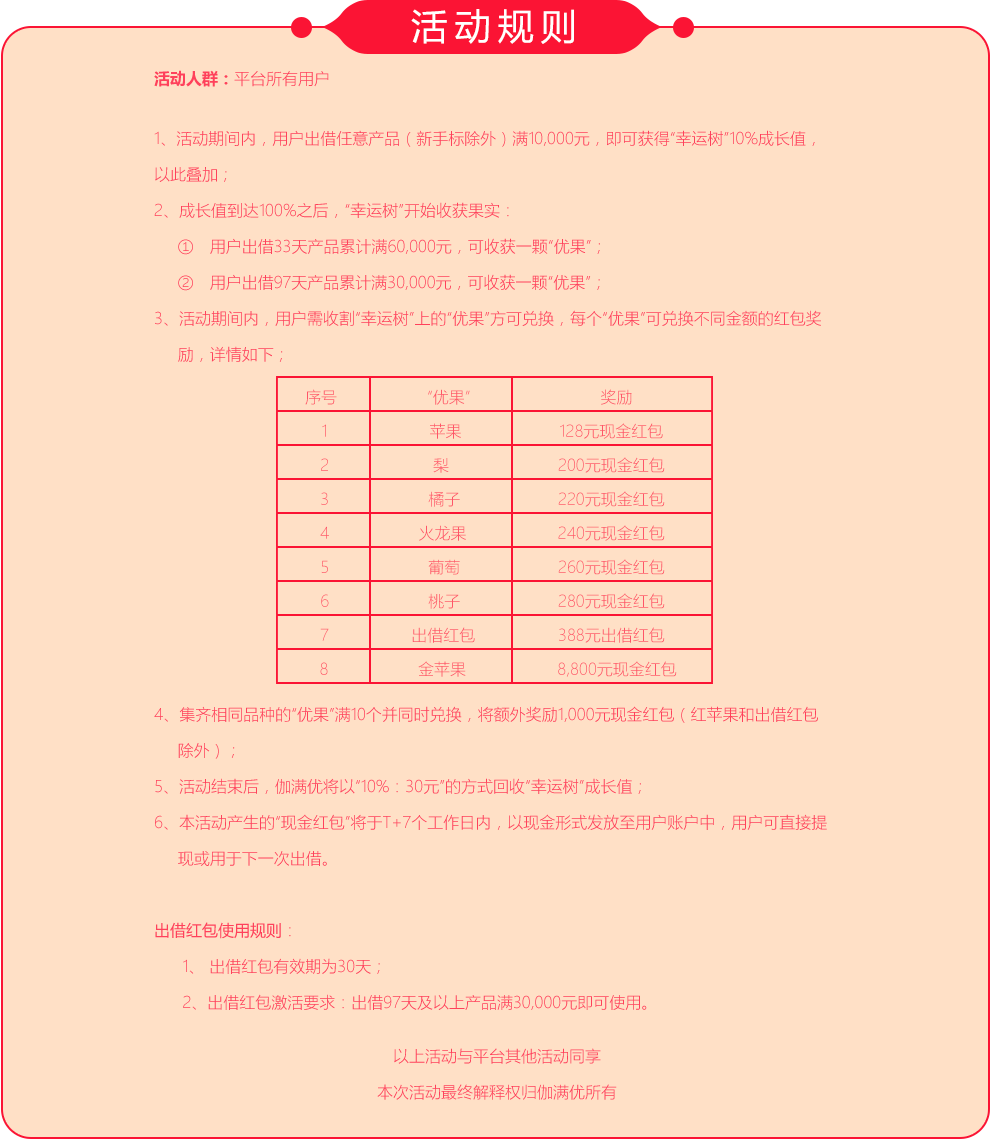 活动规则
活动人群：平台所有用户
1、活动期间内，用户出借任意产品（新手标除外）满10,000元，即可获得“幸运树”10%成长值，
以此叠加；
2、成长值到达100%之后，“幸运树”开始收获果实：
① 用户出借33天产品累计满60,000元，可收获一颗“优果”；
② 用户出借97天产品累计满30,000元，可收获一颗“优果”；
3、活动期间内，用户需收割“幸运树“上的“优果”方可兑换，每个“优果”可兑换不同金额的红包奖
励，详情如下；
序号 “优果” 奖励
1 苹果 128元现金红包
2 梨 200元现金红包
3 橘子 220元现金红包
4 火龙果 240元现金红包
5 葡萄 260元现金红包
6 桃子 280元现金红包
7 出借红包 388元出借红包
8 金苹果 8,800元现金红包
4、集齐相同品种的“优果“满10个并同时兑换，将额外奖励1,000元现金红包（红苹果和出借红包
除外）；
5、活动结束后，伽满优将以“10%：30元”的方式回收“幸运树“成长值；
6、本活动产生的“现金红包”将于T+7个工作日内，以现金形式发放至用户账户中，用户可直接提
现或用于下一次出借。
出借红包使用规则：
1、 出借红包有效期为30天；
2、出借红包激活要求：出借97天及以上产品满30,000元即可使用。
以上活动与平台其他活动同享
本次活动最终解释权归伽满优所有